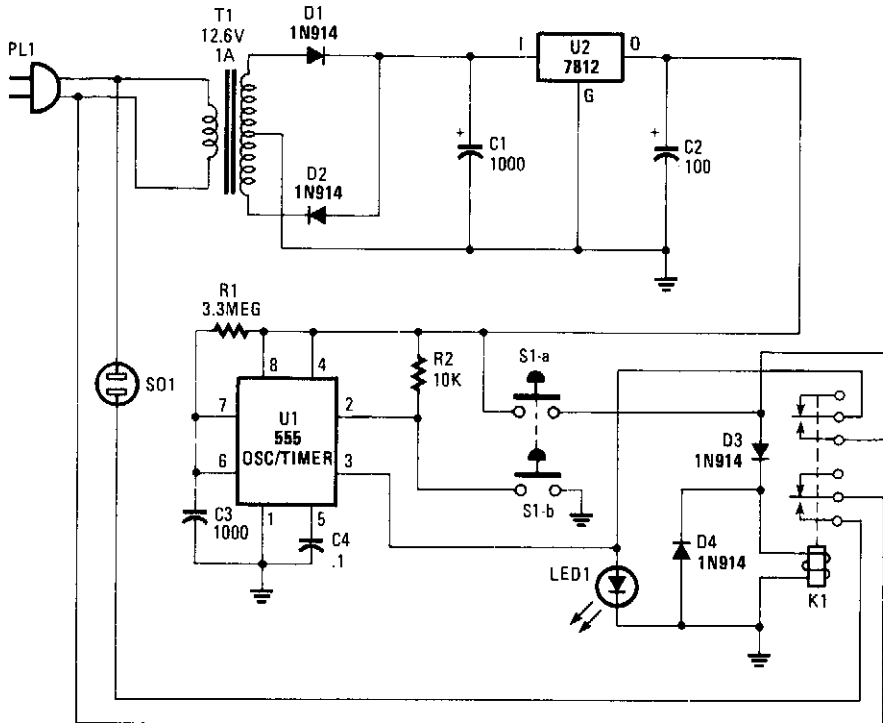 PL1
T1
12.6V
1A
D1
1N914
D2
1N914
I
U2
7812
O
G
+
C1
1000
+
C2
100
R1
3.3MEG
SO1
8
4
7
6
2
3
1
5
U1
555
OSC/TIMER
R2
10K
C3
1000
C4
.1
S1-a
S1-b
LED1
D3
1N914
D4
1N914
K1